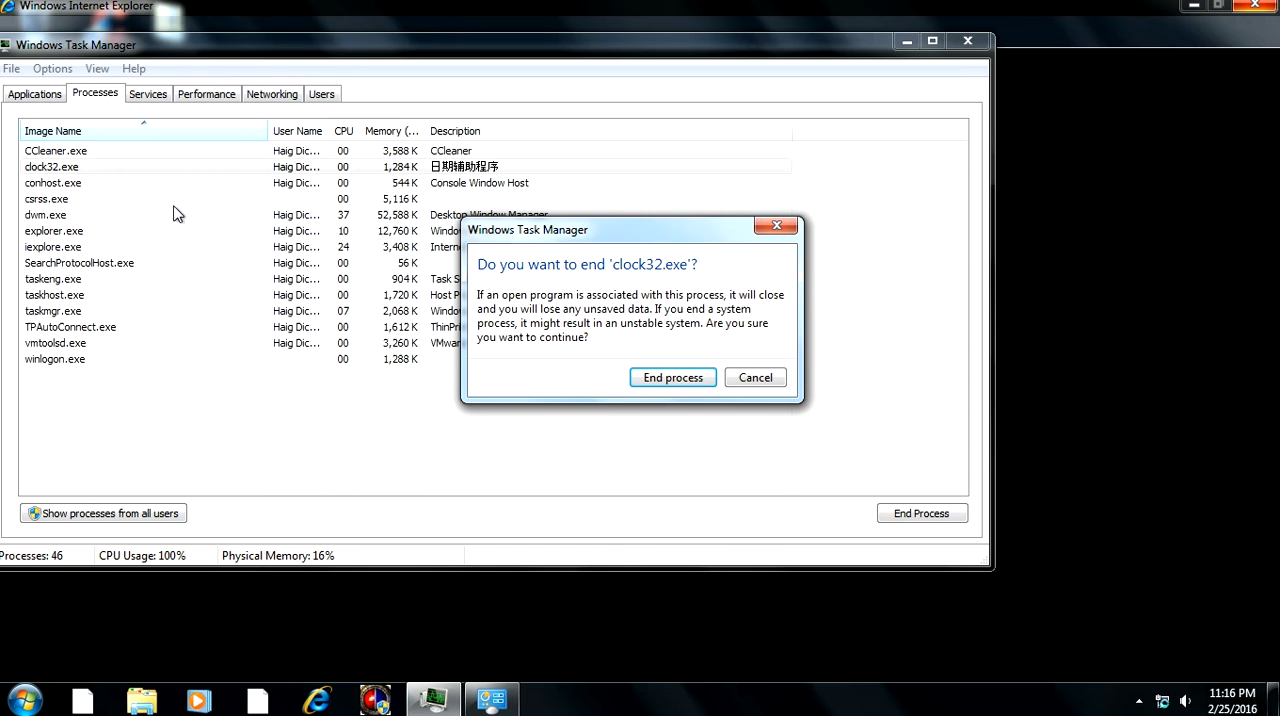 Windows Internet Explorer
Windows Task Manager
File Options View Help
Applications Processes Services Performance Networking Users
Image Name User Name CPU Memory (... Description
CCleaner.exe Haig Dic... 00 3,588 K CCleaner
clock32.exe Haig Dic... 00 1,284 K 日期辅助程序
conhost.exe Haig Dic... 00 544 K Console Window Host
csrss.exe 00 5,116 K
dwm.exe Haig Dic... 37 52,588 K Desktop Window Manager
explorer.exe Haig Dic... 10 12,760 K Windo
iexplore.exe Haig Dic... 24 3,408 K Intern
SearchProtocolHost.exe 00 56 K
taskeng.exe Haig Dic... 00 904 K Task S
taskhost.exe Haig Dic... 00 1,720 K Host P
taskmgr.exe Haig Dic... 07 2,068 K Windo
TPAutoConnect.exe Haig Dic... 00 1,612 K ThinPri
vmtoolsd.exe Haig Dic... 00 3,260 K VMwar
winlogon.exe 00 1,288 K
Windows Task Manager
Do you want to end 'clock32.exe'?
If an open program is associated with this process, it will close
and you will lose any unsaved data. If you end a system
process, it might result in an unstable system. Are you sure
you want to continue?
End process Cancel
Show processes from all users End Process
Processes: 46 CPU Usage: 100% Physical Memory: 16%
11:16 PM
2/25/2016